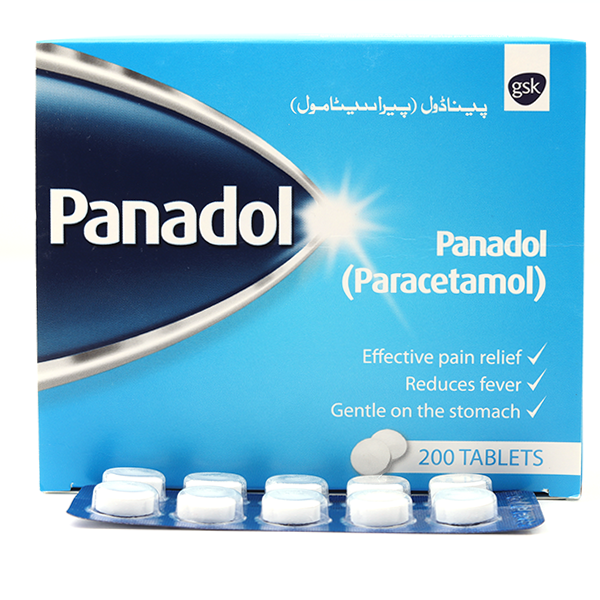 gsk
پیناڈول (پیراسیٹامول)
Panadol
Panadol
(Paracetamol)
Effective pain relief
Reduces fever
Gentle on the stomach
200 TABLETS